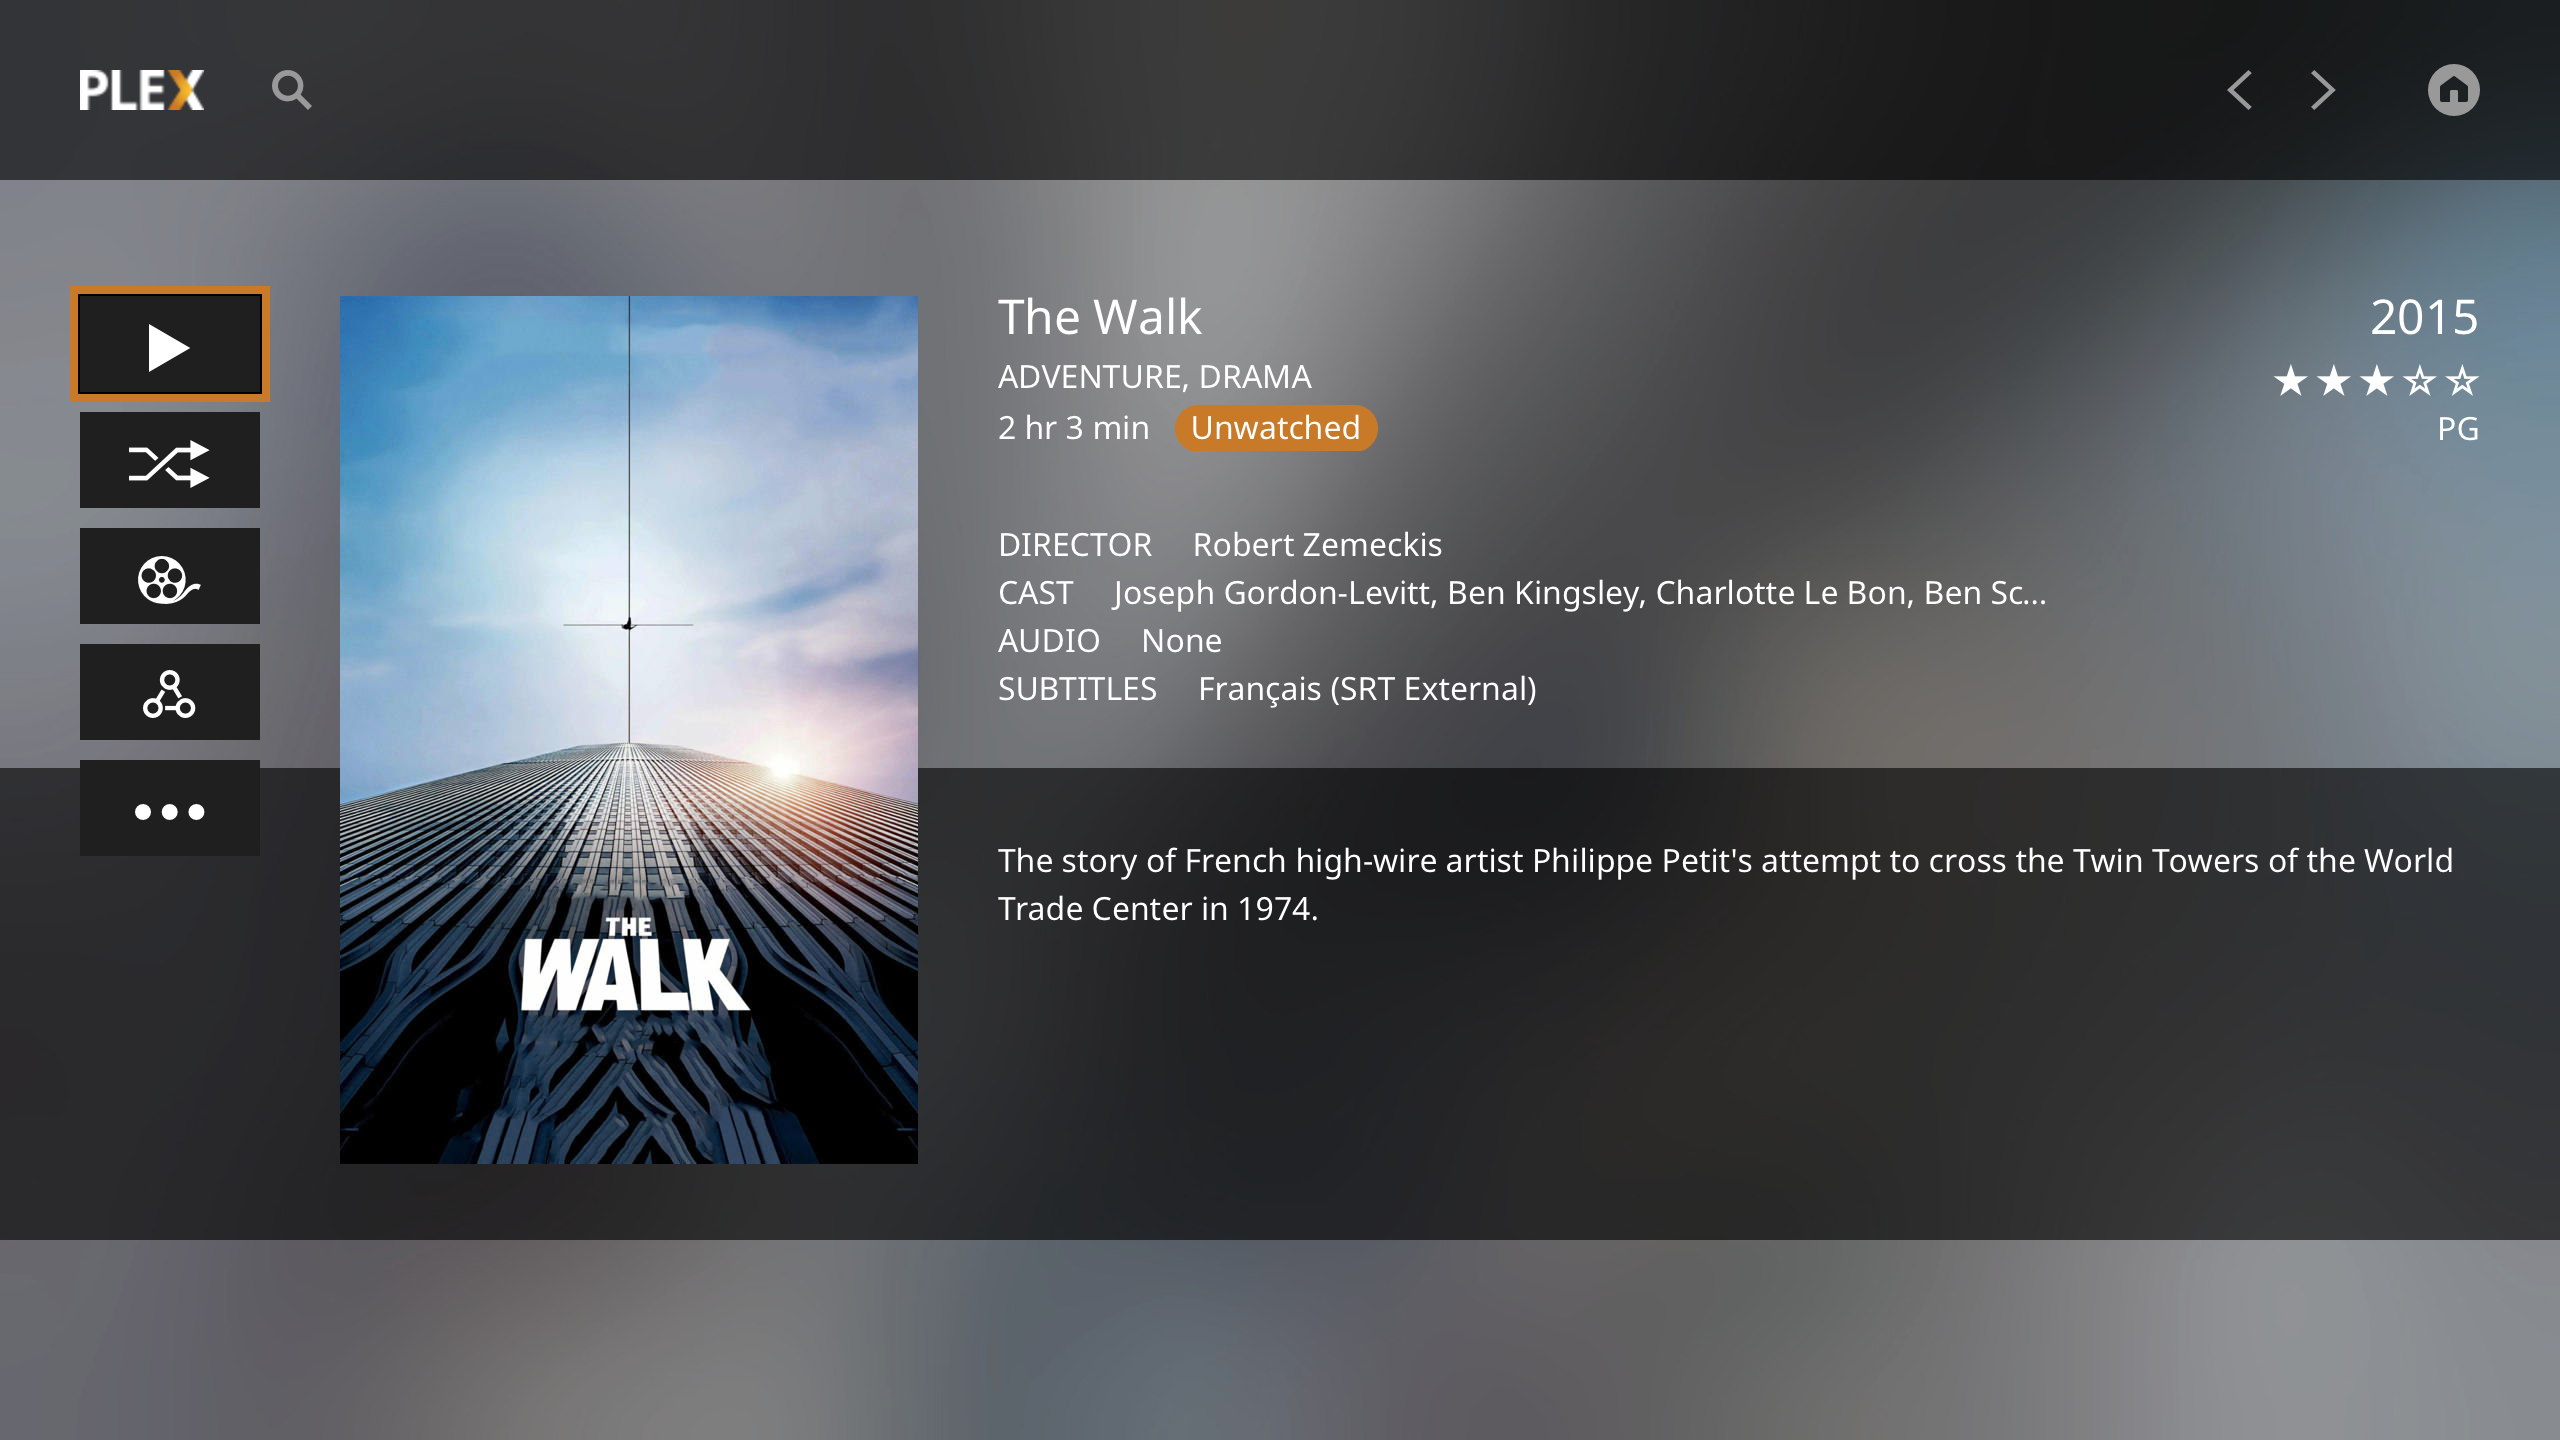 PLEX
The Walk
2015
ADVENTURE, DRAMA
2 hr 3 min Unwatched
PG
DIRECTOR Robert Zemeckis
CAST Joseph Gordon-Levitt, Ben Kingsley, Charlotte Le Bon, Ben Sc...
AUDIO None
SUBTITLES Français (SRT External)
The story of French high-wire artist Philippe Petit's attempt to cross the Twin Towers of the World
Trade Center in 1974.
THE
WALK